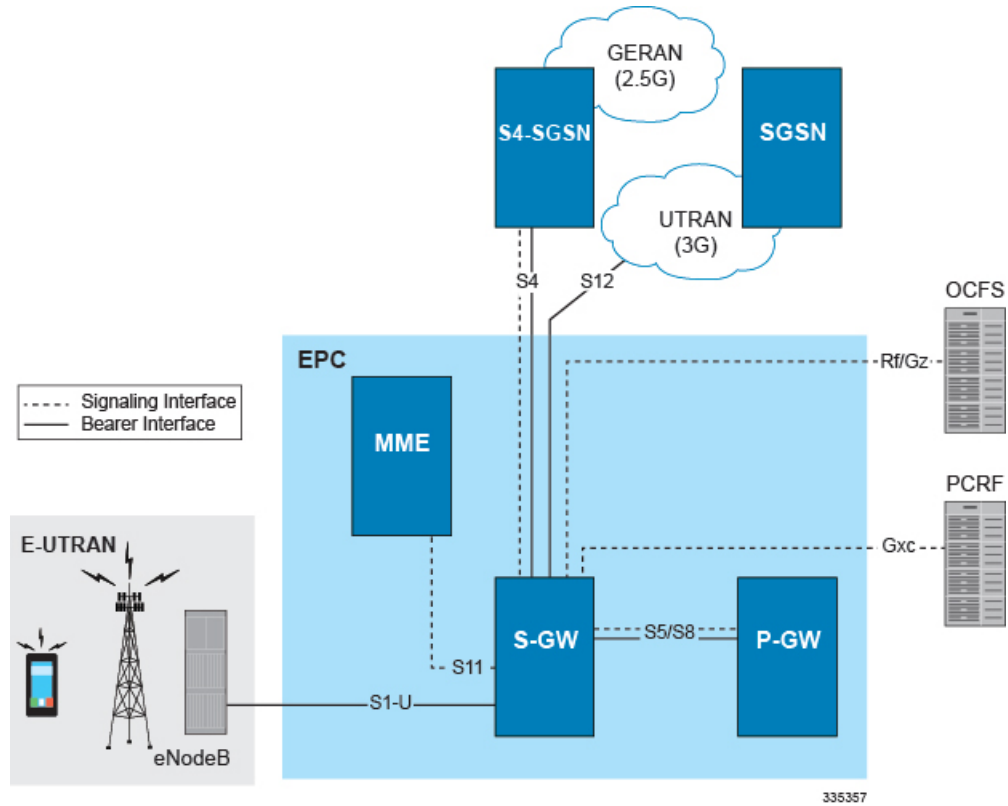 GERAN
(2.5G)
S4-SGSN
SGSN
UTRAN
(3G)
S4
S12
OCFS
EPC
Rf/Gz
Signaling Interface
Bearer Interface
MME
PCRF
E-UTRAN
Gxc
S-GW
S5/S8
P-GW
S11
S1-U
eNodeB
335357